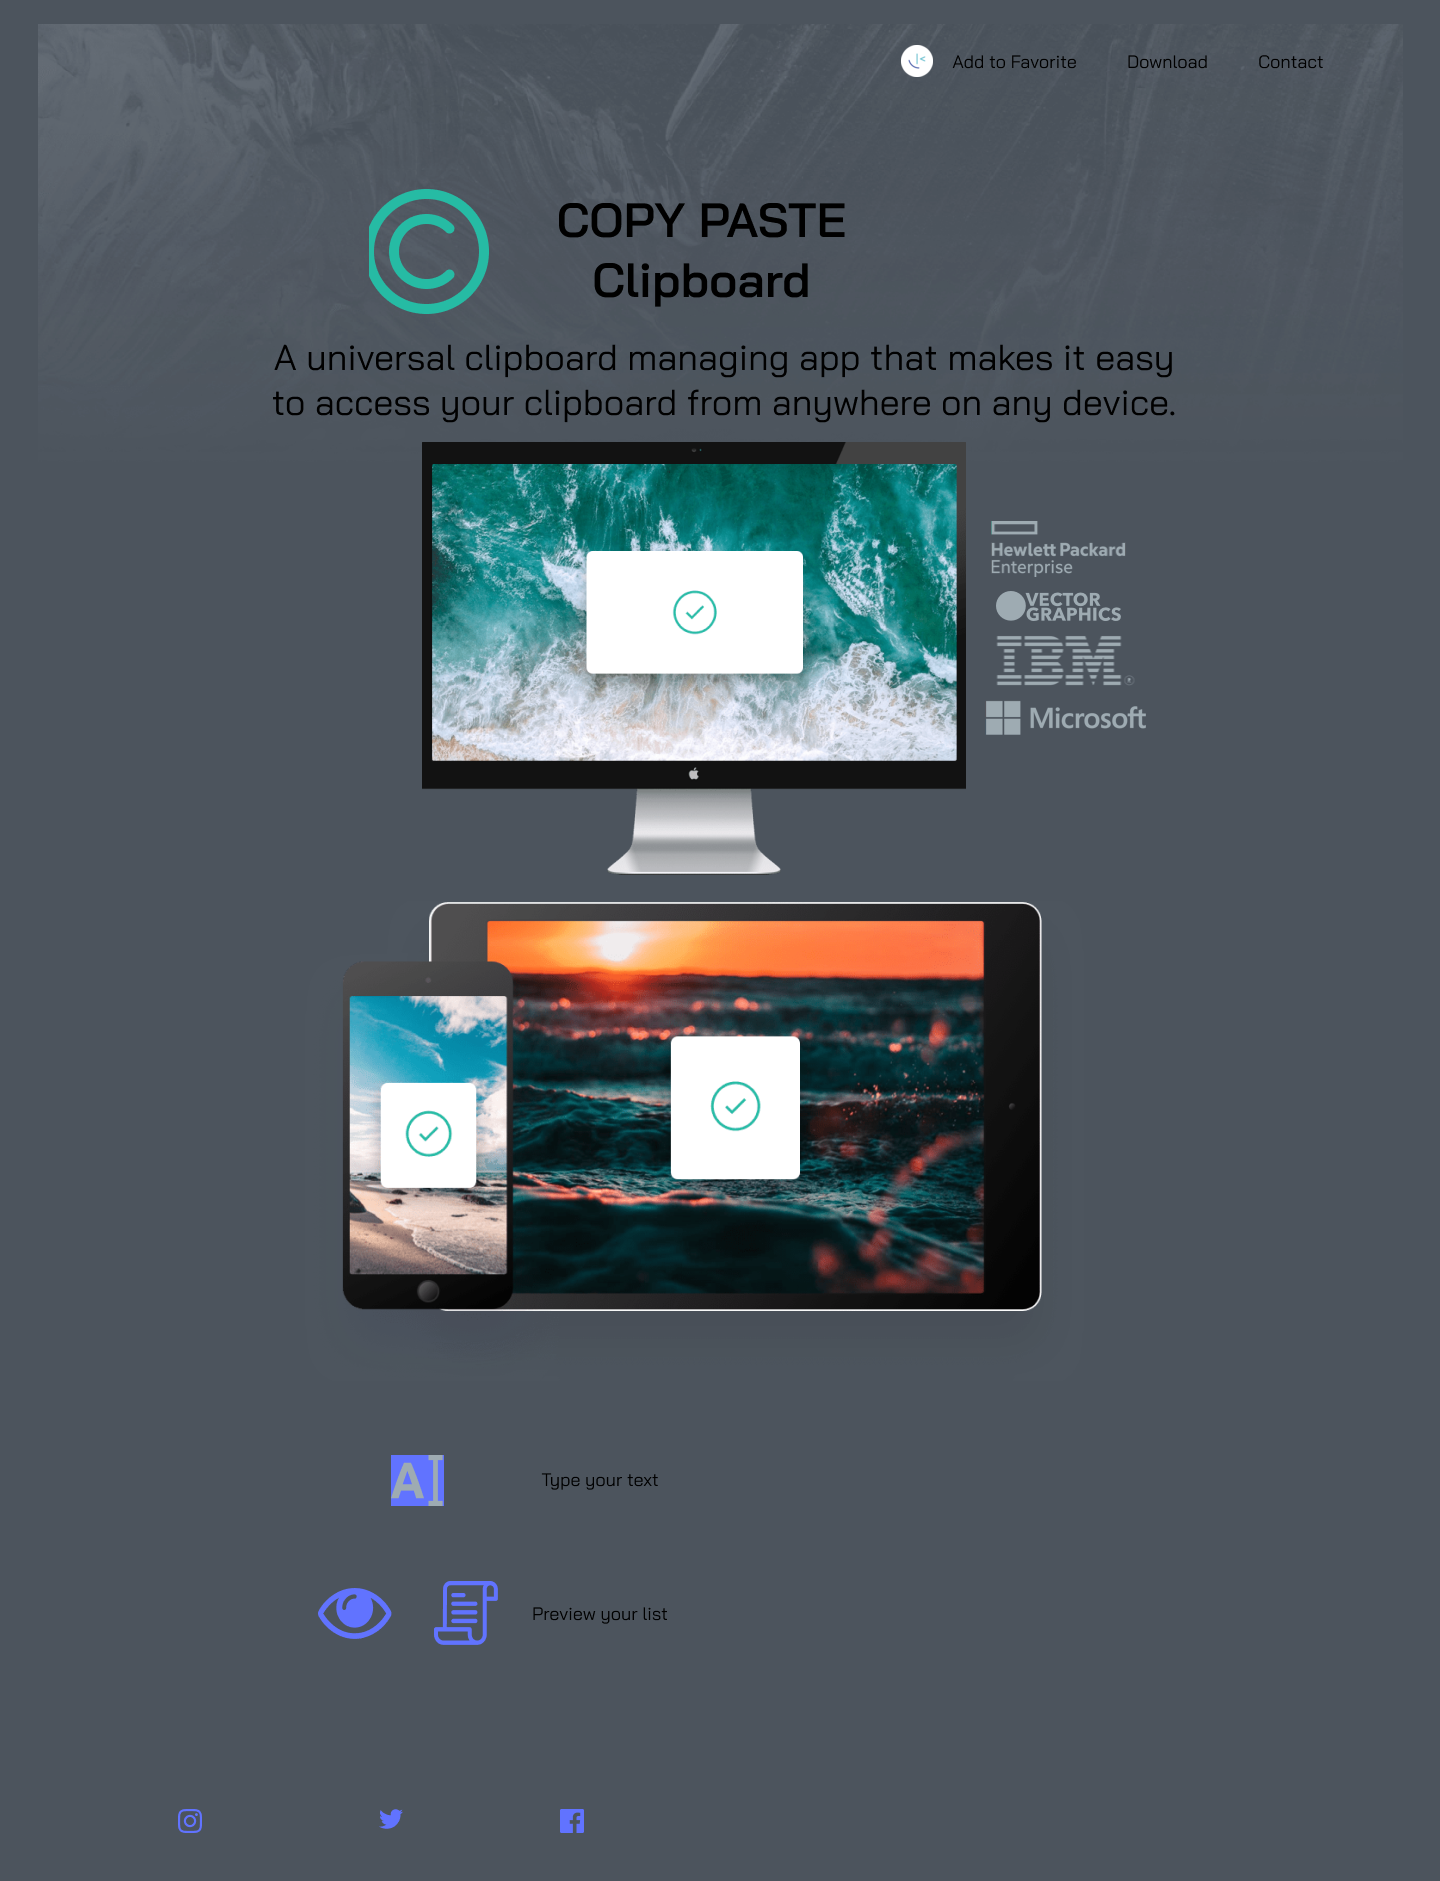 Add to Favorite
Download
Contact
COPY PASTE
Clipboard
A universal clipboard managing app that makes it easy
to access your clipboard from anywhere on any device.
Hewlett Packard
Enterprise
VECTOR
GRAPHICS
IBM®
Microsoft
A
Type your text
Preview your list